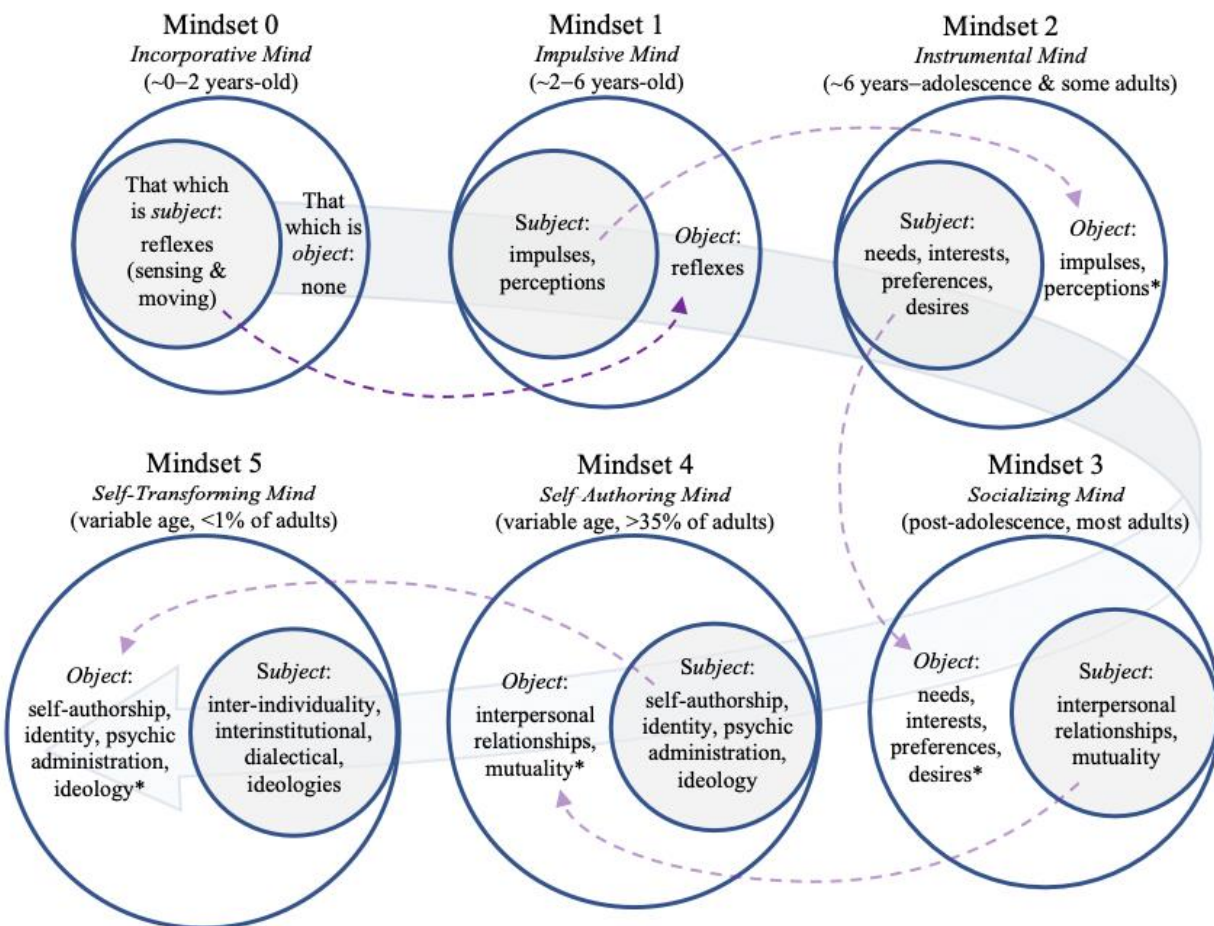 Mindset 0
Incorporative Mind
(~0–2 years-old)
That which
is subject:
reflexes
(sensing &
moving)
That
which is
object:
none
Mindset 1
Impulsive Mind
(~2–6 years-old)
Subject:
impulses,
perceptions
Object:
reflexes
Mindset 2
Instrumental Mind
(~6 years–adolescence & some adults)
Subject:
needs, interests,
preferences,
desires
Object:
impulses,
perceptions*
Mindset 5
Self-Transforming Mind
(variable age, <1% of adults)
Object:
self-authorship,
identity, psychic
administration,
ideology*
Subject:
inter-individuality,
interinstitutional,
dialectical,
ideologies
Mindset 4
Self-Authoring Mind
(variable age, >35% of adults)
Object:
interpersonal
relationships,
mutuality*
Subject:
self-authorship,
identity, psychic
administration,
ideology
Mindset 3
Socializing Mind
(post-adolescence, most adults)
Object:
needs,
interests,
preferences,
desires*
Subject:
interpersonal
relationships,
mutuality